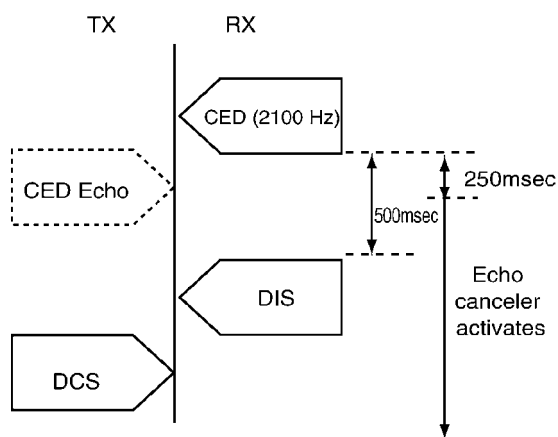 TX
RX
CED (2100 Hz)
CED Echo
250msec
500msec
Echo
canceler
activates
DIS
DCS